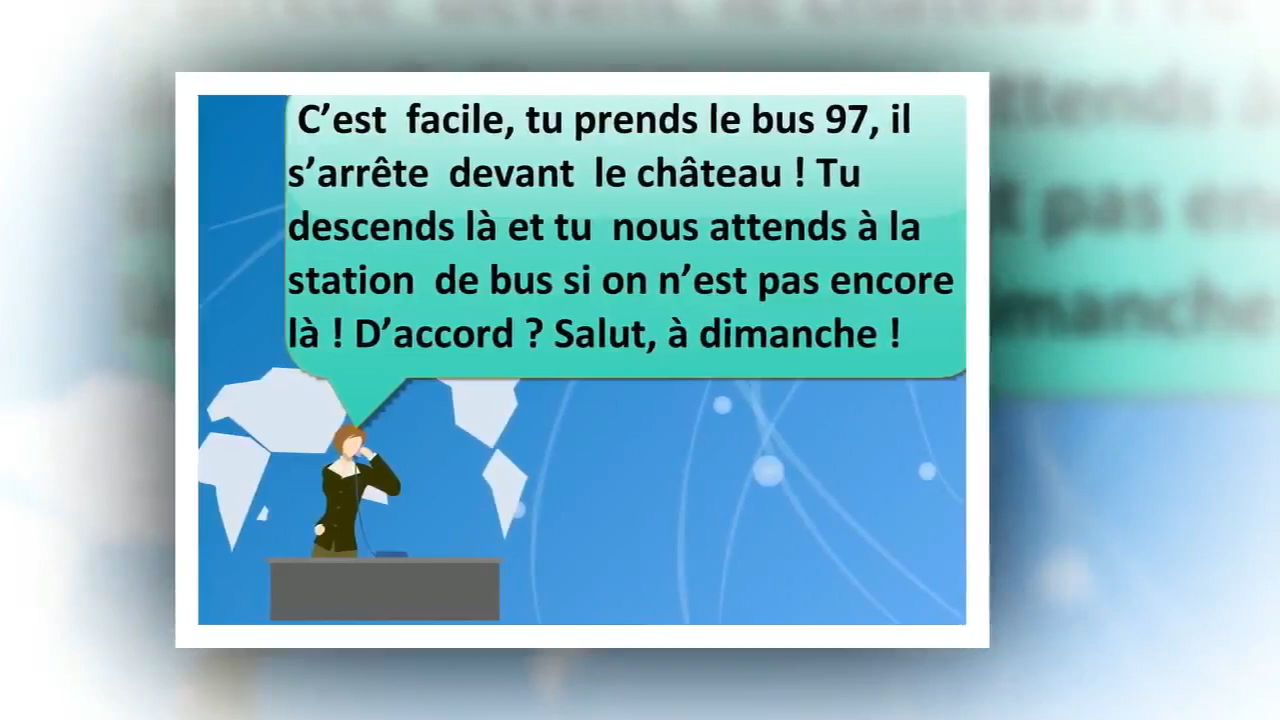 C’est facile, tu prends le bus 97, il
s’arrête devant le château ! Tu
descends là et tu nous attends à la
station de bus si on n’est pas encore
là ! D’accord ? Salut, à dimanche !